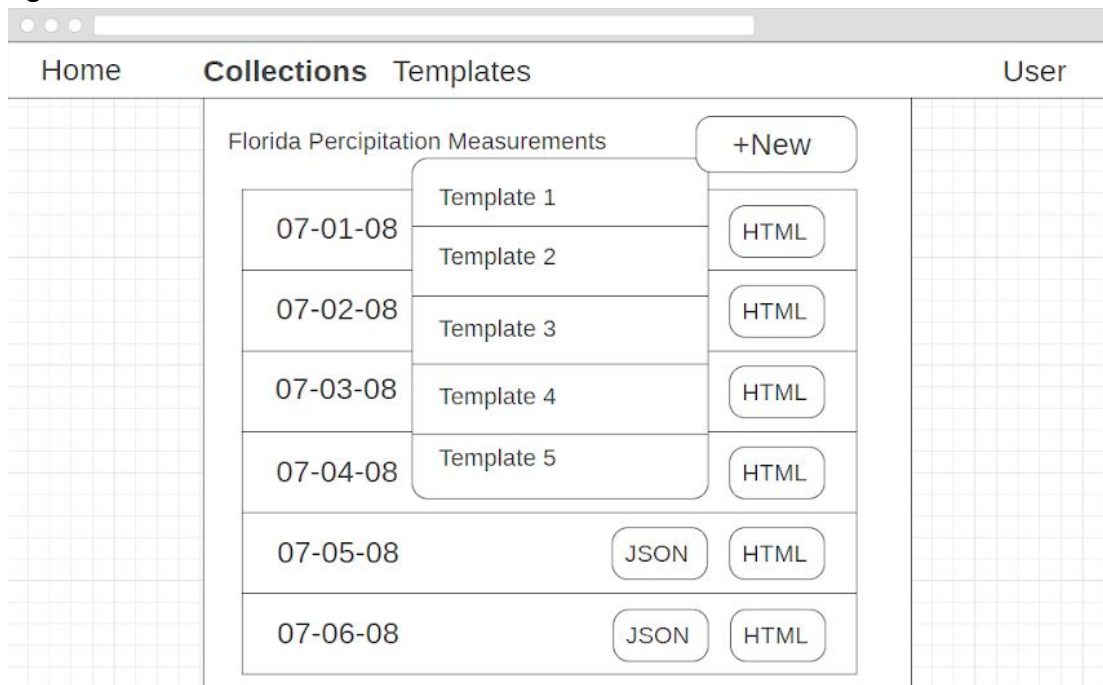 Home Collections Templates User
Florida Percipitation Measurements +New
Template 1
07-01-08 HTML
Template 2
07-02-08 HTML
Template 3
07-03-08 HTML
Template 4
07-04-08 HTML
Template 5
07-05-08 JSON HTML
07-06-08 JSON HTML